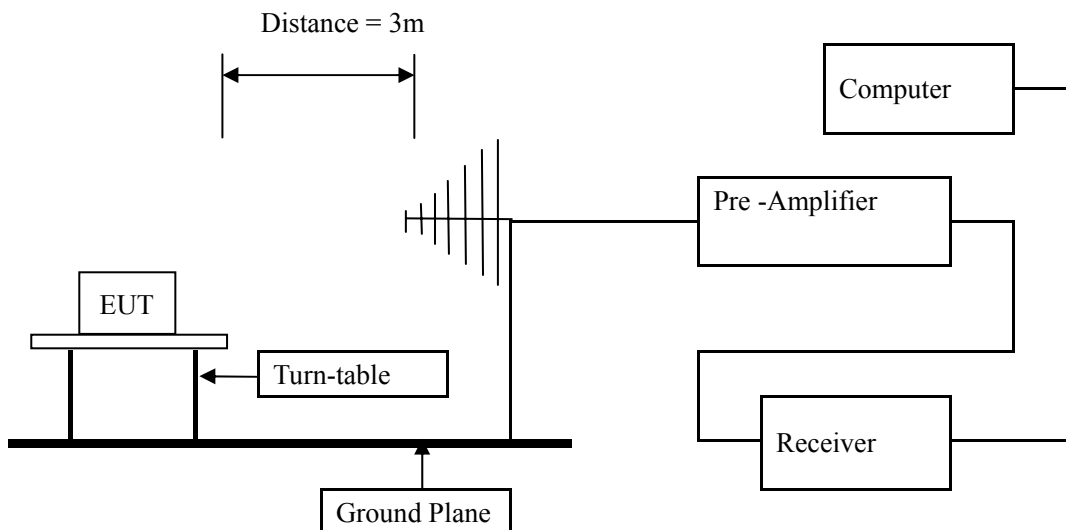 Distance = 3m
Computer
Pre -Amplifier
EUT
Turn-table
Receiver
Ground Plane